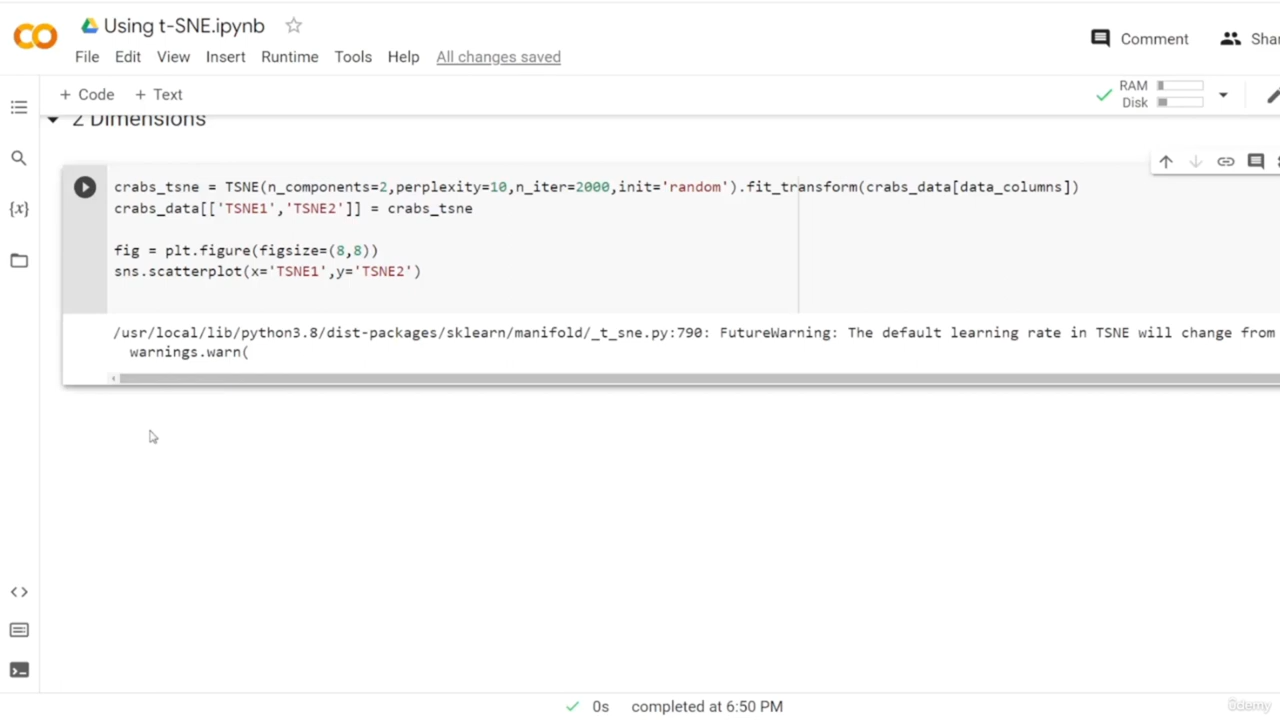 Using t-SNE.ipynb
File Edit View Insert Runtime Tools Help All changes saved
Comment
+ Code + Text
RAM
Disk
2 Dimensions
crabs_tsne = TSNE(n_components=2,perplexity=10,n_iter=2000,init='random').fit_transform(crabs_data[data_columns])
crabs_data[['TSNE1','TSNE2']] = crabs_tsne
fig = plt.figure(figsize=(8,8))
sns.scatterplot(x='TSNE1',y='TSNE2')
/usr/local/lib/python3.8/dist-packages/sklearn/manifold/_t_sne.py:790: FutureWarning: The default learning rate in TSNE will change from
warnings.warn(
{x}
0s completed at 6:50 PM
ûdemy